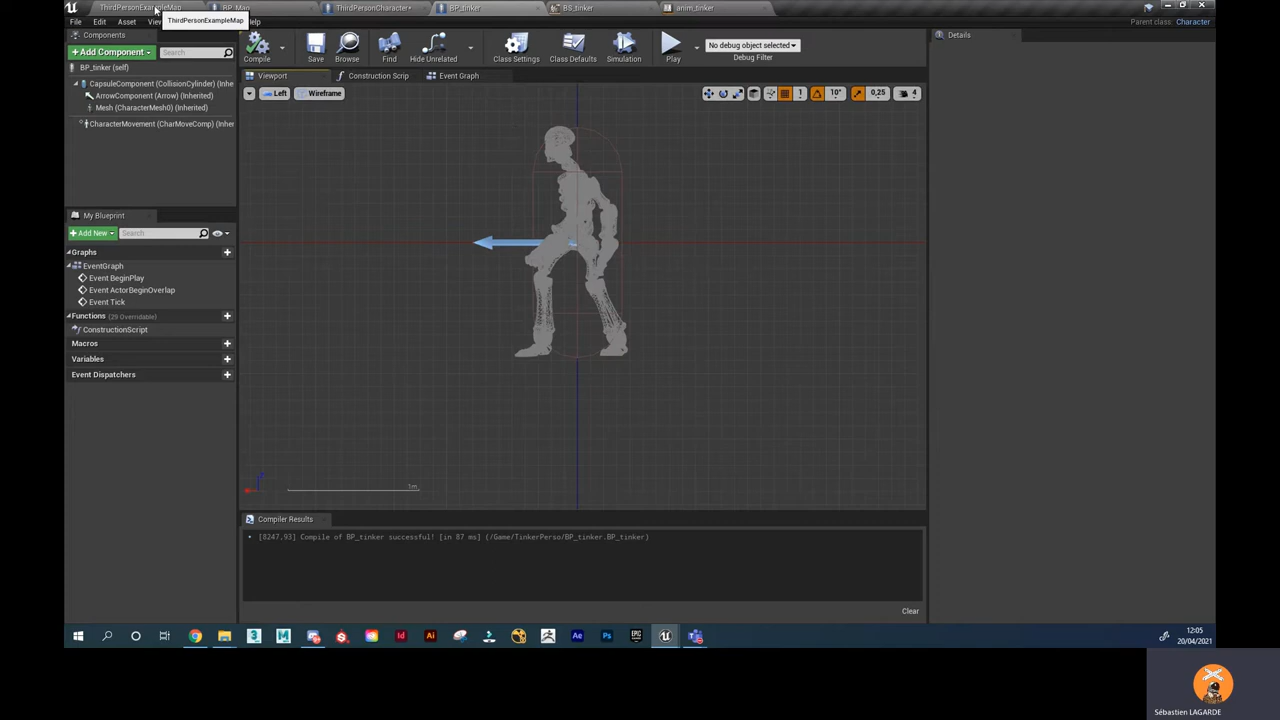 ThirdPersonExampleMap
BP_Map
ThirdPersonCharacter*
BP_tinker
BS_tinker
anim_tinker
File
Edit
Asset
ThirdPersonExampleMap
Parent class: Character
Components
Details
+ Add Component
Search
Compile
Save
Browse
Find
Hide Unrelated
Class Settings
Class Defaults
Simulation
Play
No debug object selected
Debug Filter
BP_tinker (self)
CapsuleComponent (CollisionCylinder) (Inhe
ArrowComponent (Arrow) (Inherited)
Mesh (CharacterMesh0) (Inherited)
CharacterMovement (CharMoveComp) (Inher
Viewport
Construction Scrip
Event Graph
Left
Wireframe
10°
0,25
4
My Blueprint
+ Add New
Search
Graphs
EventGraph
Event BeginPlay
Event ActorBeginOverlap
Event Tick
Functions (29 Overridable)
ConstructionScript
Macros
Variables
Event Dispatchers
1m
Compiler Results
[8247,93] Compile of BP_tinker successful! [in 87 ms] (/Game/TinkerPerso/BP_tinker.BP_tinker)
Clear
12:05
20/04/2021
Sébastien LAGARDE